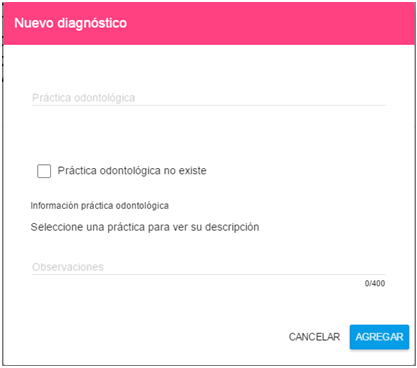 Nuevo diagnóstico
Práctica odontológica
Práctica odontológica no existe
Información práctica odontológica
Seleccione una práctica para ver su descripción
Observaciones
0/400
CANCELAR AGREGAR